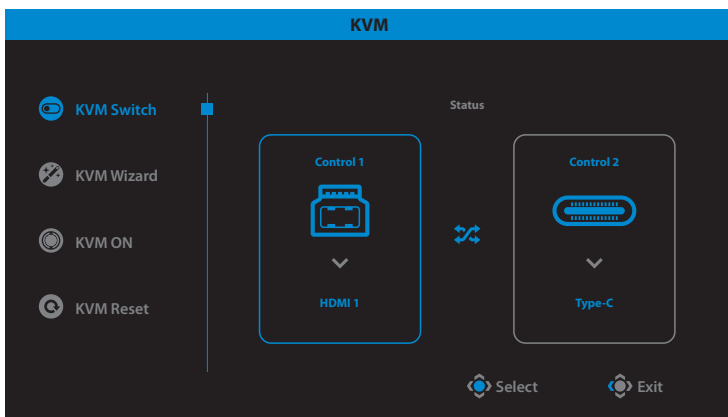 KVM
KVM Switch
KVM Wizard
KVM ON
KVM Reset
Status
Control 1
HDMI 1
Control 2
Type-C
Select
Exit